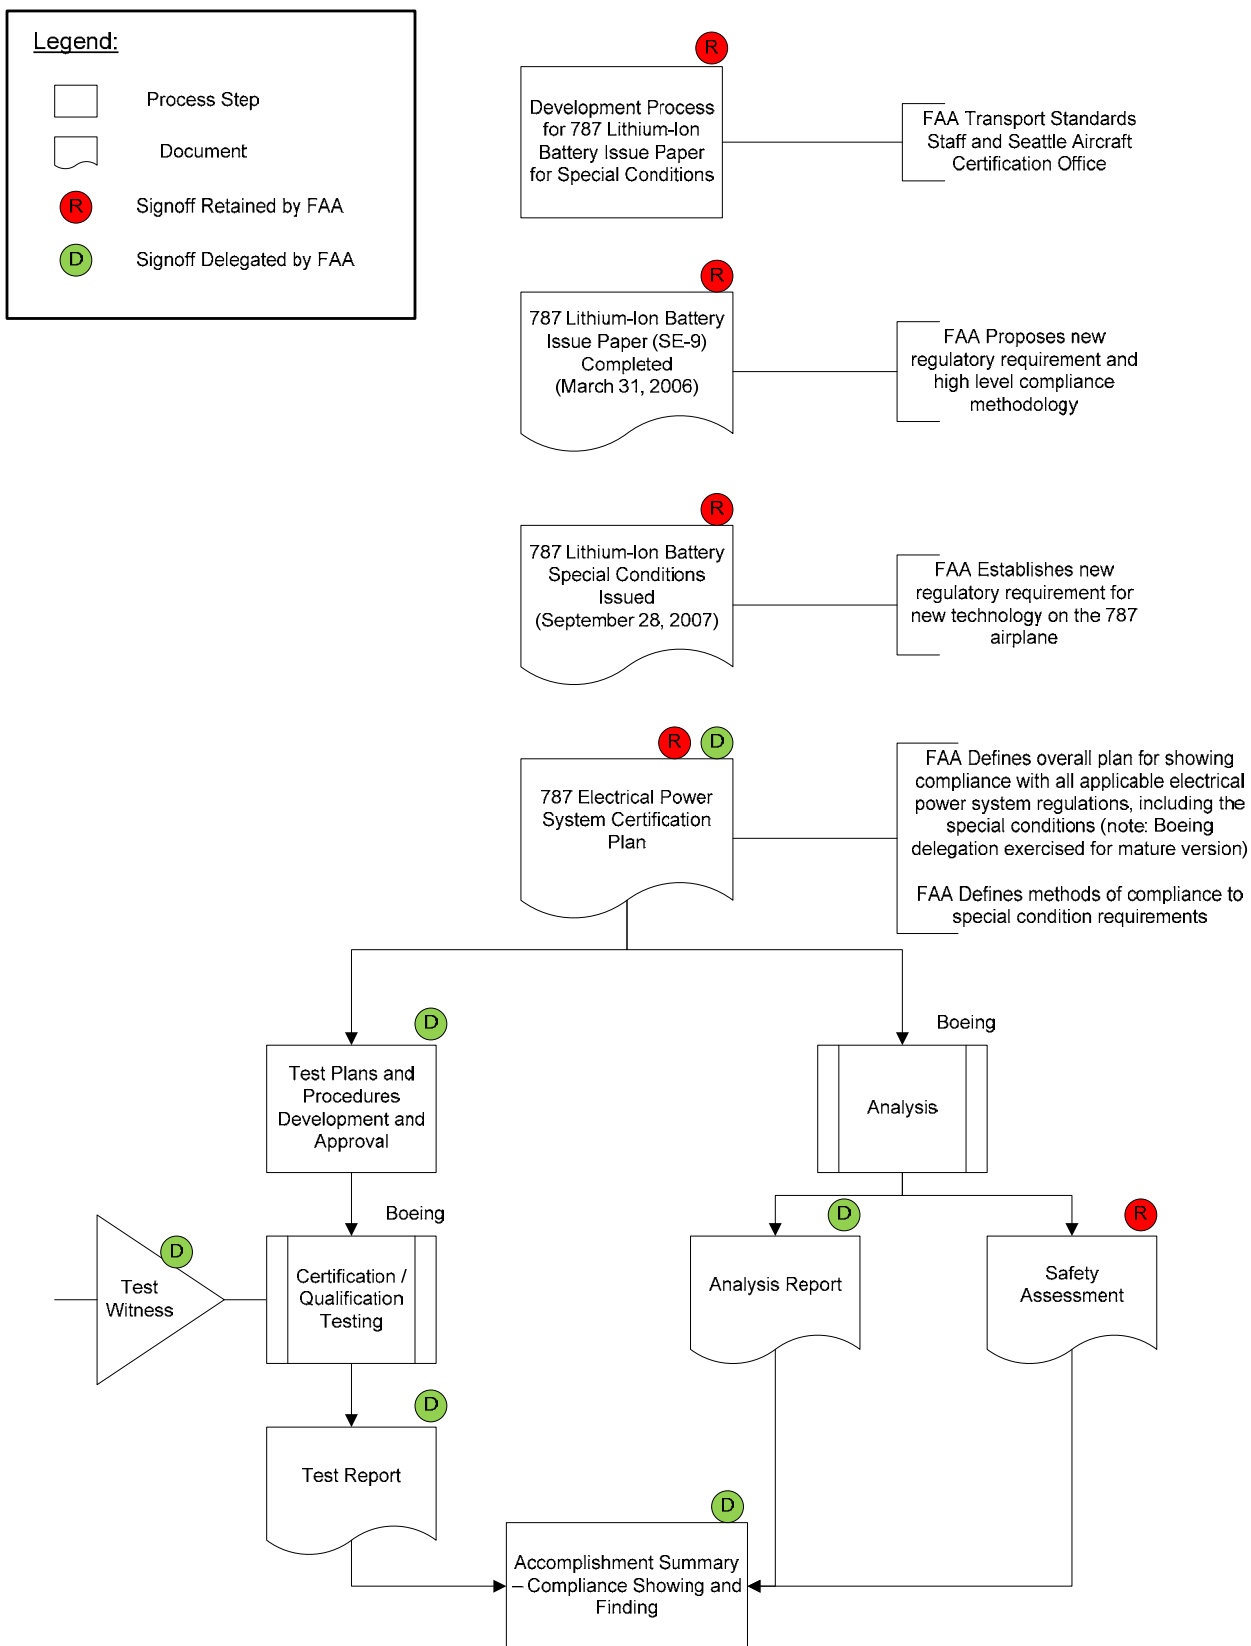 Legend:
Process Step
Document
R
Signoff Retained by FAA
D
Signoff Delegated by FAA
R
Development Process
for 787 Lithium-Ion
Battery Issue Paper
for Special Conditions
FAA Transport Standards
Staff and Seattle Aircraft
Certification Office
R
787 Lithium-Ion Battery
Issue Paper (SE-9)
Completed
(March 31, 2006)
FAA Proposes new
regulatory requirement and
high level compliance
methodology
R
787 Lithium-Ion Battery
Special Conditions
Issued
(September 28, 2007)
FAA Establishes new
regulatory requirement for
new technology on the 787
airplane
R
D
787 Electrical Power
System Certification
Plan
FAA Defines overall plan for showing
compliance with all applicable electrical
power system regulations, including the
special conditions (note: Boeing
delegation exercised for mature version)
FAA Defines methods of compliance to
special condition requirements
D
Test Plans and
Procedures
Development and
Approval
Boeing
Analysis
D
Test
Witness
Boeing
Certification /
Qualification
Testing
D
Analysis Report
R
Safety
Assessment
D
Test Report
D
Accomplishment Summary
– Compliance Showing and
Finding